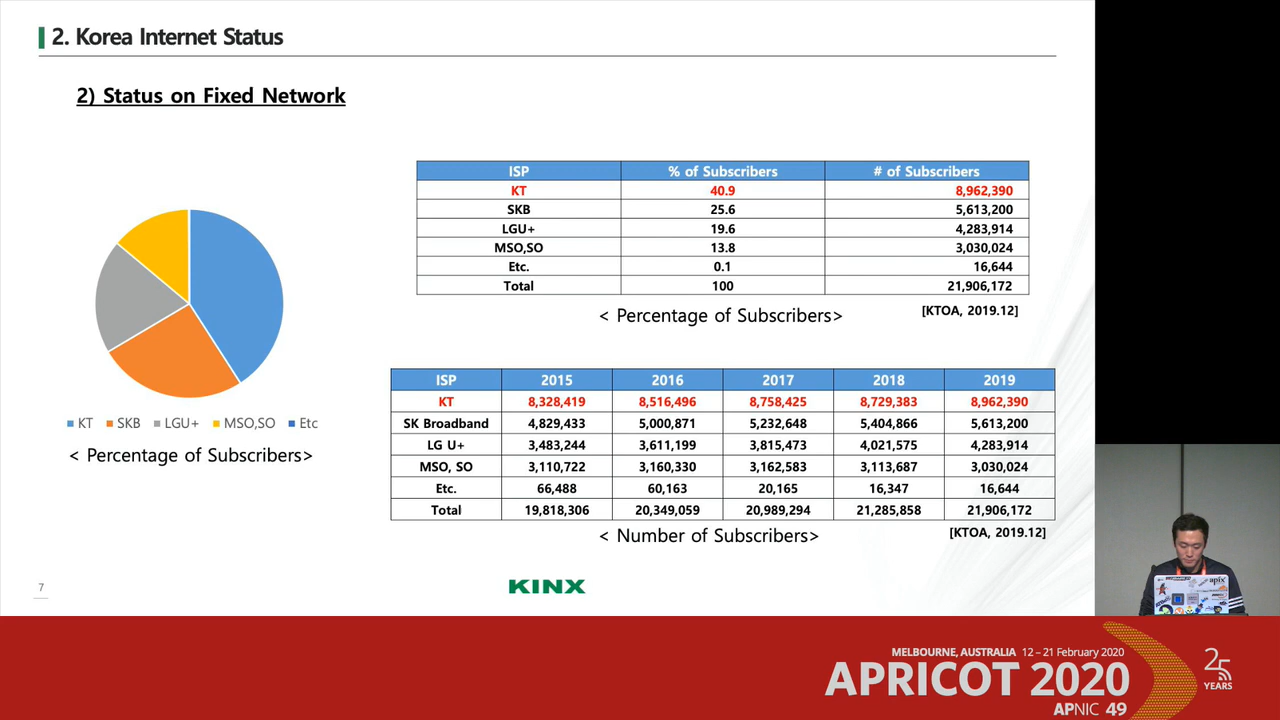 2. Korea Internet Status
2) Status on Fixed Network
ISP % of Subscribers # of Subscribers
KT 40.9 8,962,390
SKB 25.6 5,613,200
LGU+ 19.6 4,283,914
MSO,SO 13.8 3,030,024
Etc. 0.1 16,644
Total 100 21,906,172
< Percentage of Subscribers>
[KTOA, 2019.12]
KT SKB LGU+ MSO,SO Etc
< Percentage of Subscribers>
ISP 2015 2016 2017 2018 2019
KT 8,328,419 8,516,496 8,758,425 8,729,383 8,962,390
SK Broadband 4,829,433 5,000,871 5,232,648 5,404,866 5,613,200
LG U+ 3,483,244 3,611,199 3,815,473 4,021,575 4,283,914
MSO, SO 3,110,722 3,160,330 3,162,583 3,113,687 3,030,024
Etc. 66,488 60,163 20,165 16,347 16,644
Total 19,818,306 20,349,059 20,989,294 21,285,858 21,906,172
< Number of Subscribers>
[KTOA, 2019.12]
7
KINX
apix
MELBOURNE, AUSTRALIA 12 – 21 February 2020
APRICOT 2020
APNIC 49
25
YEARS